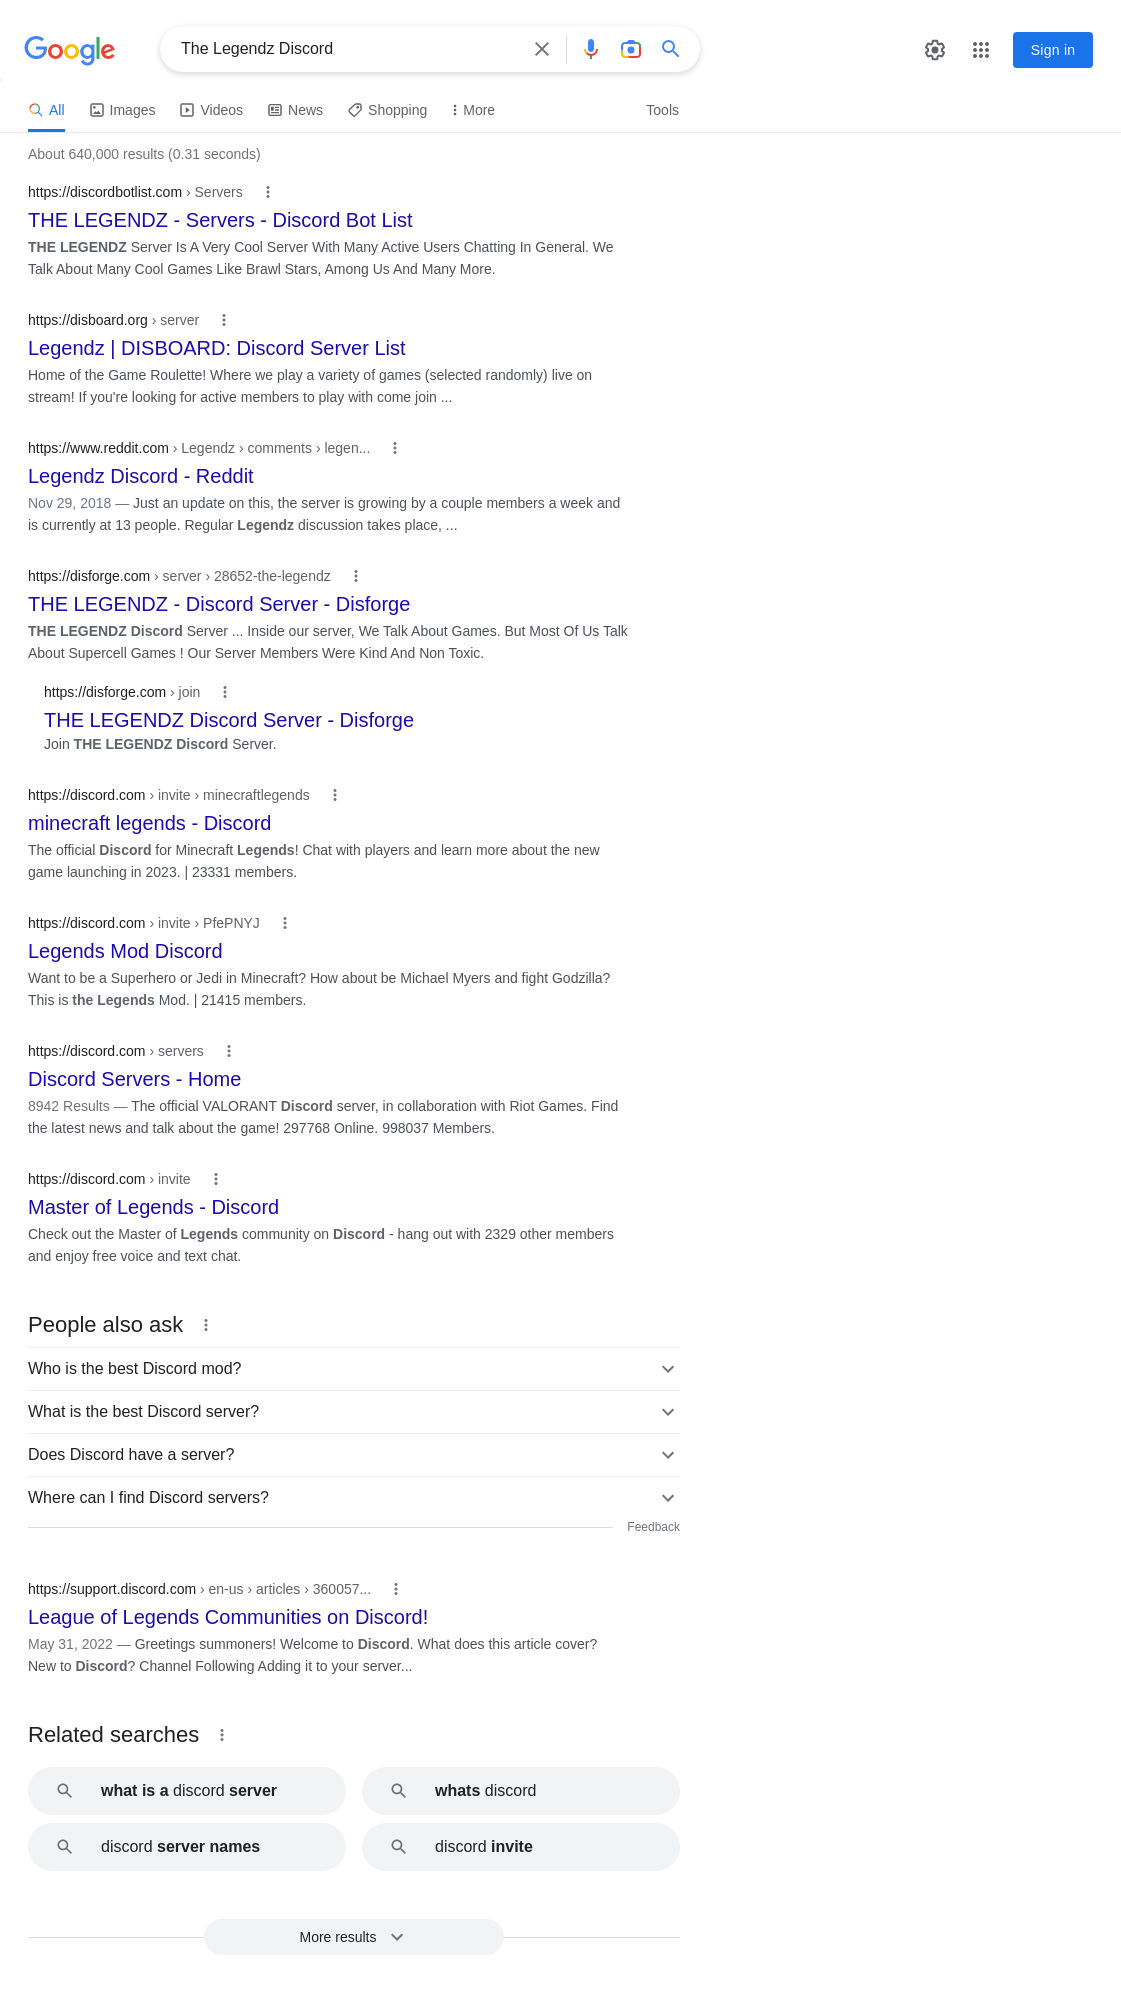 Google
The Legendz Discord
Sign in
All
Images
Videos
News
Shopping
More
Tools
About 640,000 results (0.31 seconds)
https://discordbotlist.com › Servers
THE LEGENDZ - Servers - Discord Bot List
THE LEGENDZ Server Is A Very Cool Server With Many Active Users Chatting In General. We
Talk About Many Cool Games Like Brawl Stars, Among Us And Many More.
https://disboard.org › server
Legendz | DISBOARD: Discord Server List
Home of the Game Roulette! Where we play a variety of games (selected randomly) live on
stream! If you're looking for active members to play with come join ...
https://www.reddit.com › Legendz › comments › legen...
Legendz Discord - Reddit
Nov 29, 2018 — Just an update on this, the server is growing by a couple members a week and
is currently at 13 people. Regular Legendz discussion takes place, ...
https://disforge.com › server › 28652-the-legendz
THE LEGENDZ - Discord Server - Disforge
THE LEGENDZ Discord Server ... Inside our server, We Talk About Games. But Most Of Us Talk
About Supercell Games ! Our Server Members Were Kind And Non Toxic.
https://disforge.com › join
THE LEGENDZ Discord Server - Disforge
Join THE LEGENDZ Discord Server.
https://discord.com › invite › minecraftlegends
minecraft legends - Discord
The official Discord for Minecraft Legends! Chat with players and learn more about the new
game launching in 2023. | 23331 members.
https://discord.com › invite › PfePNYJ
Legends Mod Discord
Want to be a Superhero or Jedi in Minecraft? How about be Michael Myers and fight Godzilla?
This is the Legends Mod. | 21415 members.
https://discord.com › servers
Discord Servers - Home
8942 Results — The official VALORANT Discord server, in collaboration with Riot Games. Find
the latest news and talk about the game! 297768 Online. 998037 Members.
https://discord.com › invite
Master of Legends - Discord
Check out the Master of Legends community on Discord - hang out with 2329 other members
and enjoy free voice and text chat.
People also ask
Who is the best Discord mod?
What is the best Discord server?
Does Discord have a server?
Where can I find Discord servers?
Feedback
https://support.discord.com › en-us › articles › 360057...
League of Legends Communities on Discord!
May 31, 2022 — Greetings summoners! Welcome to Discord. What does this article cover?
New to Discord? Channel Following Adding it to your server...
Related searches
what is a discord server
whats discord
discord server names
discord invite
More results